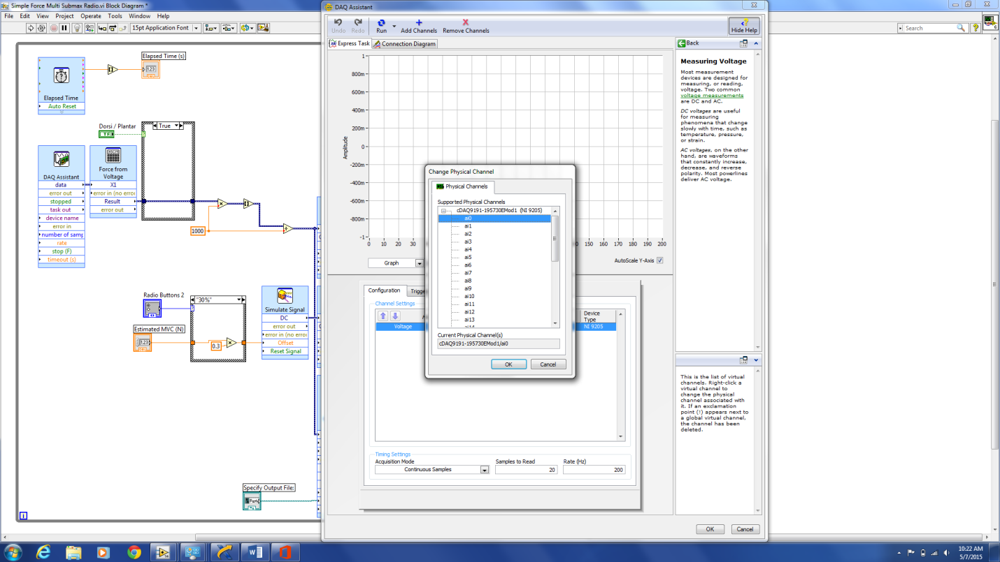 Simple Force Multi Submax Radio.vi Block Diagram *
File Edit View Project Operate Tools Window Help
15pt Application Font
Search
6
Elapsed Time
Auto Reset
Elapsed Time (s)
1.23
Dorsi / Plantar
TF
True
DAQ Assistant
data
error out
stopped
task out
device name
error in
number of samp
rate
stop (F)
timeout (s)
Force from
Voltage
X1
error in (no erro
Result
error out
1000
Radio Buttons 2
"30%"
Estimated MVC (N)
1.23
0.3
Simulate Signal
DC
error out
error in (no erro
Offset
Reset Signal
Specify Output File:
Path
i
DAQ Assistant
Undo Redo Run Add Channels Remove Channels Hide Help
Express Task Connection Diagram
Amplitude
1
800m
600m
400m
200m
0
-200m
-400m
-600m
-800m
-1
0 10 20 30
0 150 160 170 180 190 200
Graph
AutoScale Y-Axis
Configuration Trigge
Channel Settings
Device
Type
Voltage
NI 9205
Timing Settings
Acquisition Mode Samples to Read Rate (Hz)
Continuous Samples 20 200
OK Cancel
Change Physical Channel
Physical Channels
Supported Physical Channels
cDAQ9191-195730EMod1 (NI 9205)
ai0
ai1
ai2
ai3
ai4
ai5
ai6
ai7
ai8
ai9
ai10
ai11
ai12
ai13
ai14
Current Physical Channel(s)
cDAQ9191-195730EMod1/ai0
OK Cancel
Back
Measuring Voltage
Most measurement
devices are designed for
measuring, or reading,
voltage. Two common
voltage measurements
are DC and AC.
DC voltages are useful
for measuring
phenomena that change
slowly with time, such as
temperature, pressure,
or strain.
AC voltages, on the other
hand, are waveforms
that constantly increase,
decrease, and reverse
polarity. Most powerlines
deliver AC voltage.
This is the list of virtual
channels. Right-click a
virtual channel to
change the physical
channel associated with
it. If an exclamation
point (!) appears next to
a global virtual channel,
the channel has been
deleted.
10:22 AM
5/7/2015